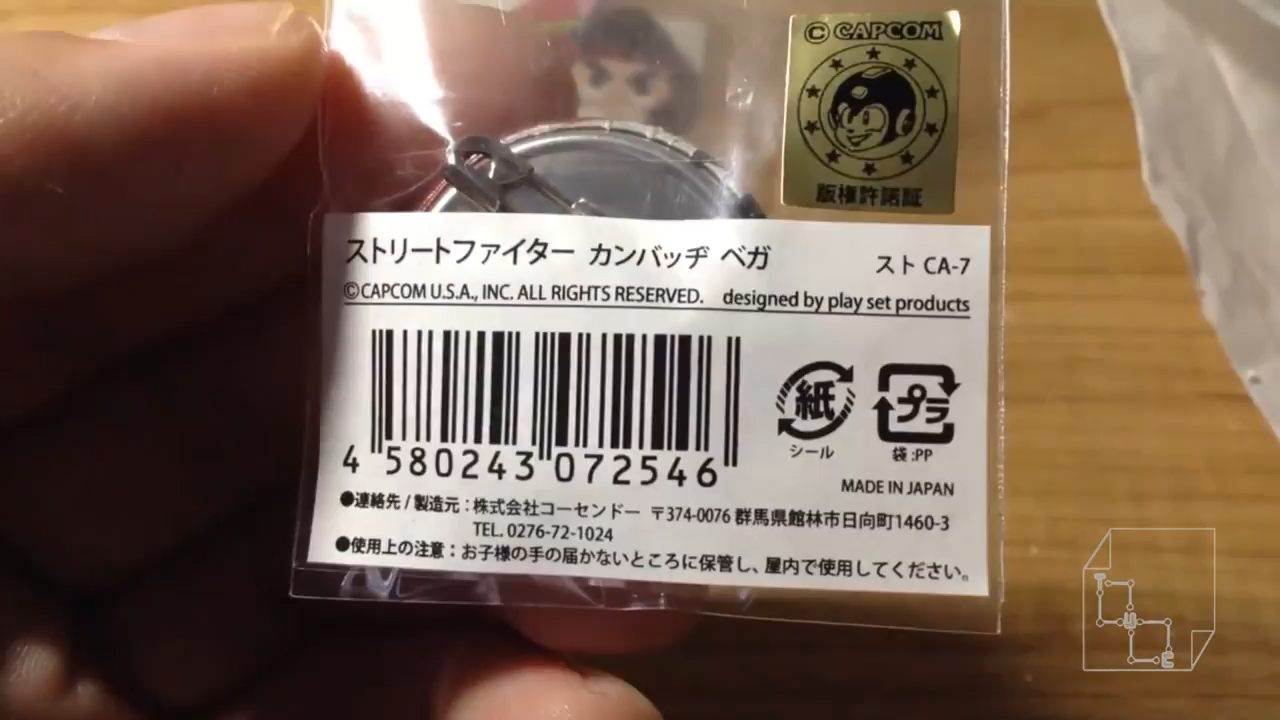 © CAPCOM
版権許諾証
ストリートファイター カンバッヂ ベガ
スト CA-7
©CAPCOM U.S.A., INC. ALL RIGHTS RESERVED. designed by play set products
4 580243 072546
紙
シール
プラ
袋:PP
MADE IN JAPAN
●連絡先 / 製造元：株式会社コーセンドー 〒374-0076 群馬県館林市日向町1460-3
TEL. 0276-72-1024
●使用上の注意：お子様の手の届かないところに保管し、屋内で使用してください。
T
U
C